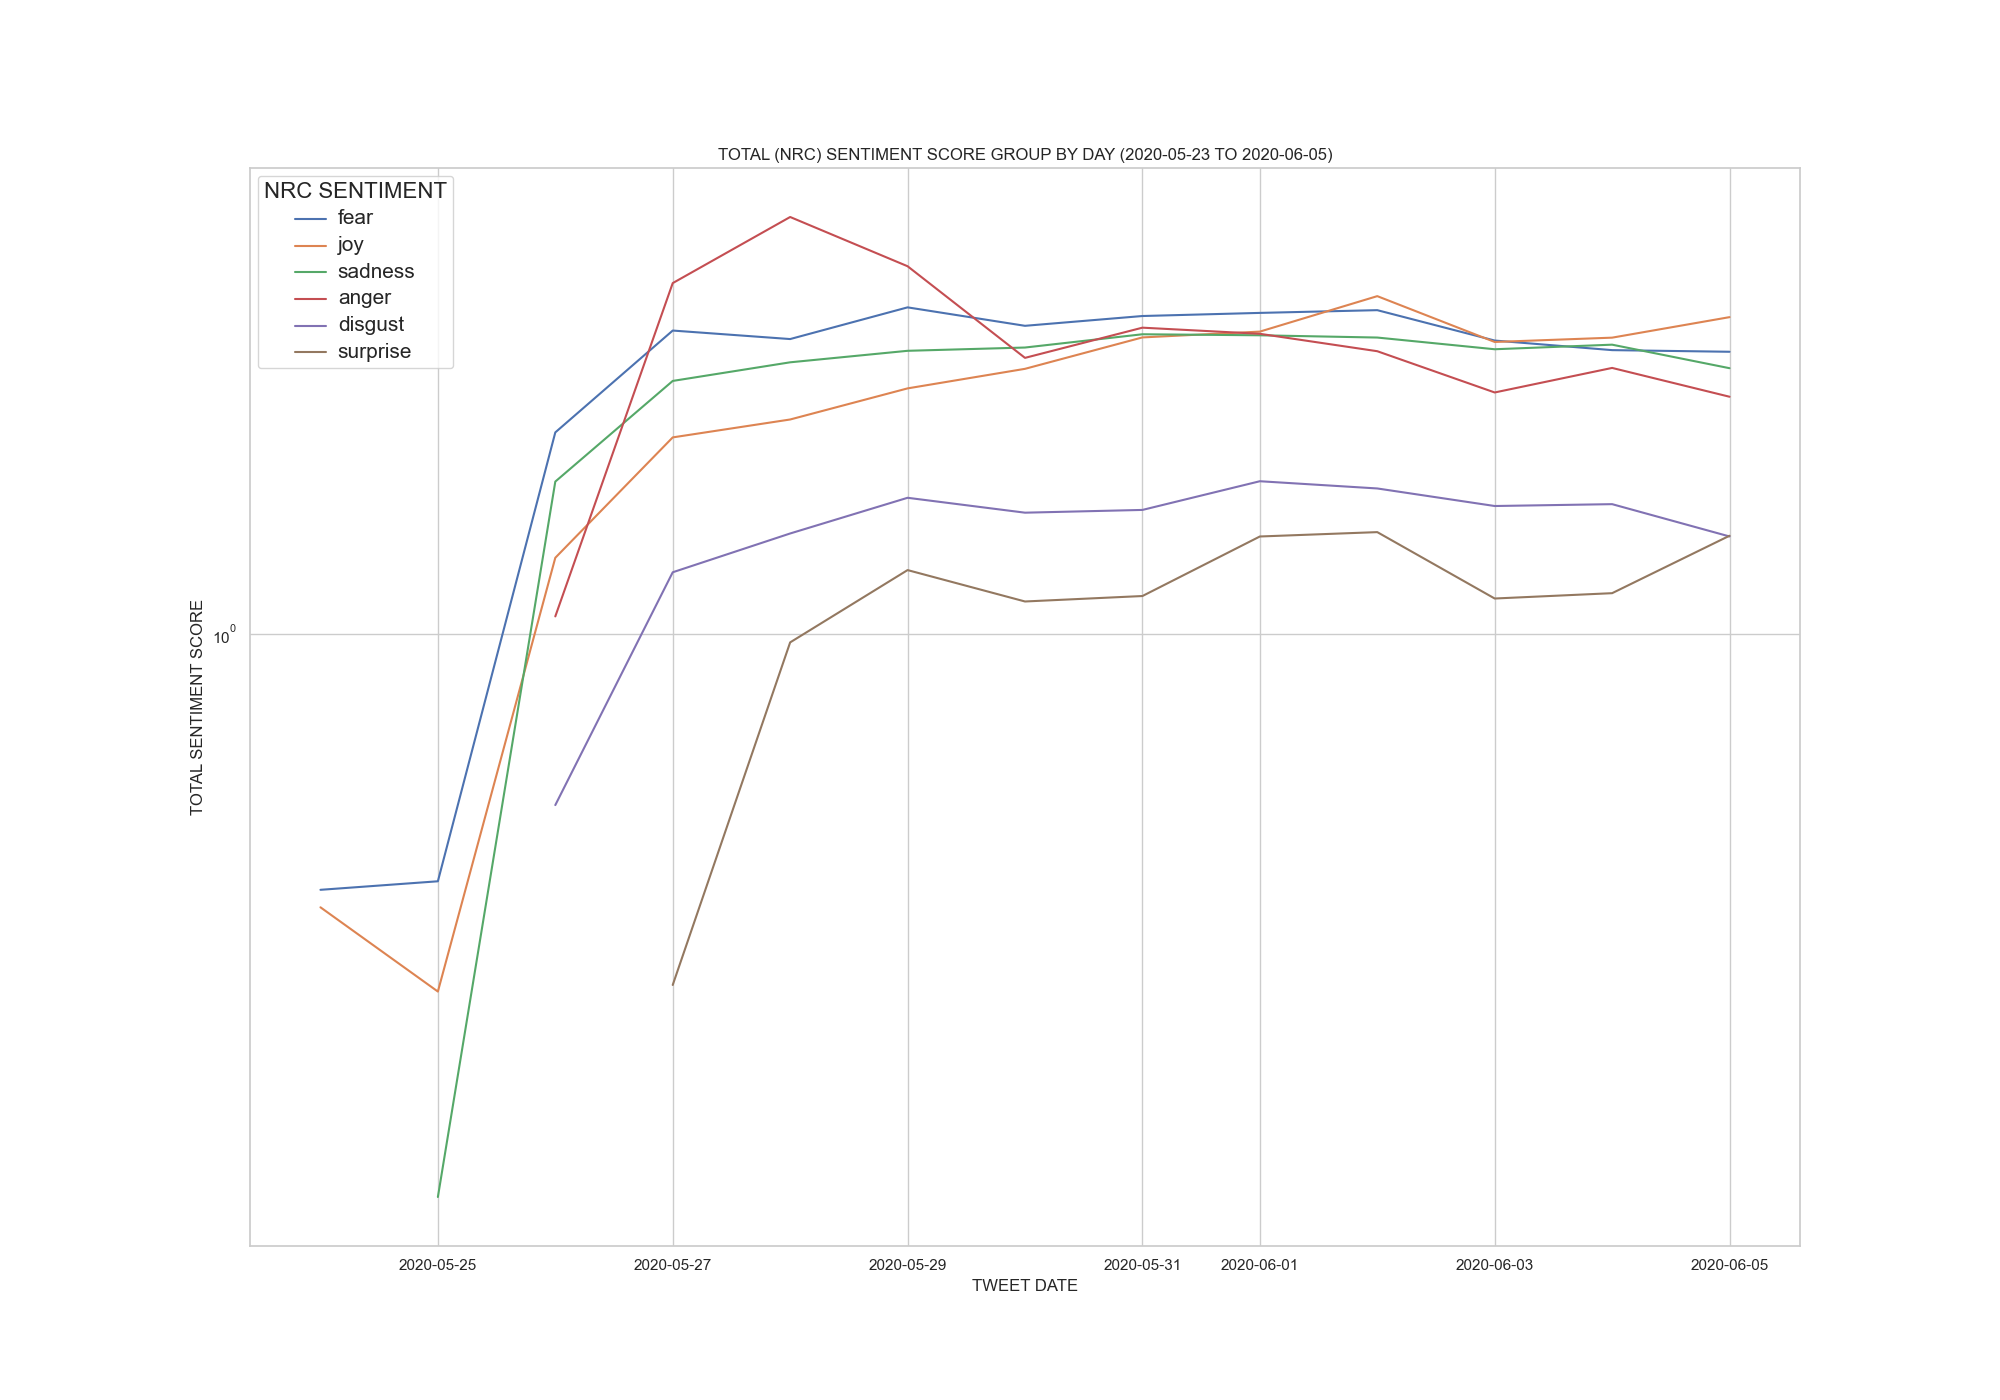 TOTAL (NRC) SENTIMENT SCORE GROUP BY DAY (2020-05-23 TO 2020-06-05)
NRC SENTIMENT
fear
joy
sadness
anger
disgust
surprise
TOTAL SENTIMENT SCORE
10⁰
2020-05-25 2020-05-27 2020-05-29 2020-05-31 2020-06-01 2020-06-03 2020-06-05
TWEET DATE